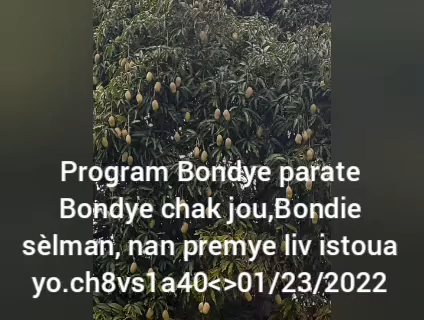 Program Bondye parate
Bondye chak jou,Bondie
sèlman, nan premye liv istoua
yo.ch8vs1a40<>01/23/2022